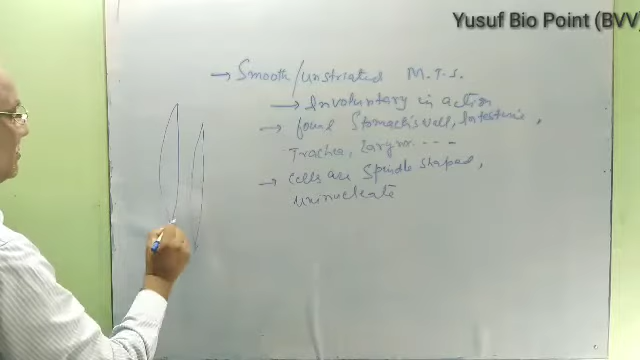 Yusuf Bio Point (BVV)
→ Smooth/unstriated M.T.S.
→ Involuntary in action
→ found Stomach's wall, Intestine,
Trachea, Larynx ----
→ Cells are Spindle shaped,
uninucleate